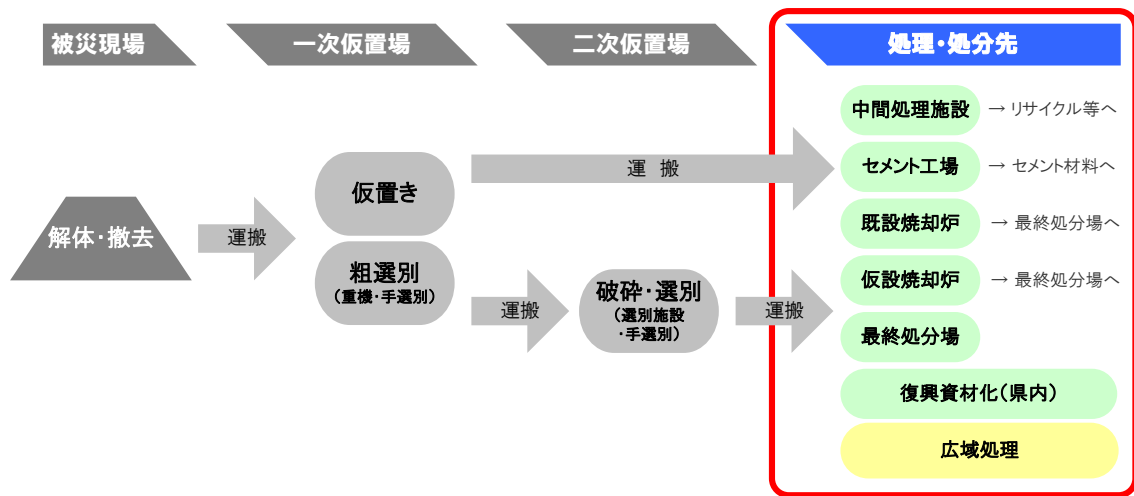 被災現場
一次仮置場
二次仮置場
処理・処分先
中間処理施設 → リサイクル等へ
運 搬
セメント工場 → セメント材料へ
仮置き
解体・撤去
運搬
既設焼却炉 → 最終処分場へ
粗選別
(重機・手選別)
運搬
破砕・選別
(選別施設
・手選別)
運搬
仮設焼却炉 → 最終処分場へ
最終処分場
復興資材化(県内)
広域処理